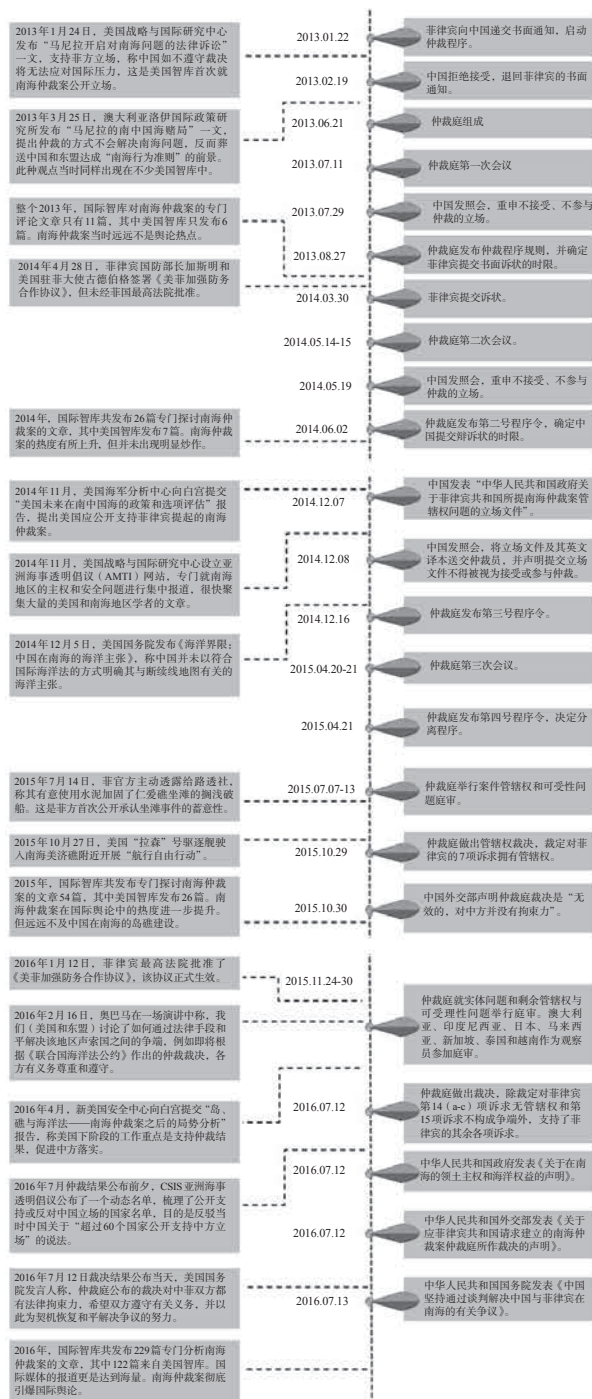 2013年1月24日，美国战略与国际研究中心
发布“马尼拉开启对南海问题的法律诉讼”
一文，支持菲方立场，称中国如不遵守裁决
将无法应对国际压力，这是美国智库首次就
南海仲裁案公开立场。
2013年3月25日，澳大利亚洛伊国际政策研
究所发布“马尼拉的南中国海赌局”一文，
提出仲裁的方式不会解决南海问题，反而葬
送中国和东盟达成“南海行为准则”的前景。
此种观点当时同样出现在不少美国智库中。
整个2013年，国际智库对南海仲裁案的专门
评论文章只有11篇，其中美国智库只发布6
篇。南海仲裁案当时远远不是舆论热点。
2014年4月28日，菲律宾国防部长加斯明和
美国驻菲大使古德伯格签署《美菲加强防务
合作协议》，但未经菲国最高法院批准。
2014年，国际智库共发布26篇专门探讨南海仲
裁案的文章，其中美国智库发布7篇。南海仲裁
案的热度有所上升，但并未出现明显炒作。
2014年11月，美国海军分析中心向白宫提交
“美国未来在南中国海的政策和选项评估”报
告，提出美国应公开支持菲律宾提起的南海
仲裁案。
2014年11月，美国战略与国际研究中心设立亚
洲海事透明倡议（AMTI）网站，专门就南海
地区的主权和安全问题进行集中报道，很快聚
集大量的美国和南海地区学者的文章。
2014年12月5日，美国国务院发布《海洋界限：
中国在南海的海洋主张》，称中国并未以符合
国际海洋法的方式明确其与断续线地图有关的
海洋主张。
2015年7月14日，菲官方主动透露给路透社，
称其有意使用水泥加固了仁爱礁坐滩的搁浅破
船。这是菲方首次公开承认坐滩事件的蓄意性。
2015年10月27日，美国“拉森”号驱逐舰驶
入南海美济礁附近开展“航行自由行动”。
2015年，国际智库共发布专门探讨南海仲裁案
的文章54篇，其中美国智库发布26篇。南
海仲裁案在国际舆论中的热度进一步提升。
但远远不及中国在南海的岛礁建设。
2016年1月12日，菲律宾最高法院批准了
《美菲加强防务合作协议》，该协议正式生效。
2016年2月16日，奥巴马在一场演讲中称，我
们（美国和东盟）讨论了如何通过法律手段和
平解决该地区声索国之间的争端，例如即将根
据《联合国海洋法公约》作出的仲裁裁决，各
方有义务尊重和遵守。
2016年4月，新美国安全中心向白宫提交“岛、
礁与海洋法——南海仲裁案之后的局势分析”
报告，称美国下阶段的工作重点是支持仲裁结
果，促进中方落实。
2016年7月仲裁结果公布前夕，CSIS亚洲海事
透明倡议公布了一个动态名单，梳理了公开支
持或反对中国立场的国家名单，目的是反驳当
时中国关于“超过60个国家公开支持中方立
场”的说法。
2016年7月12日裁决结果公布当天，美国国务
院发言人称，仲裁庭公布的裁决对中菲双方都
有法律拘束力，希望双方遵守有关义务，并以
此为契机恢复和平解决争议的努力。
2016年，国际智库共发布229篇专门分析南海
仲裁案的文章，其中122篇来自美国智库。国
际媒体的报道更是达到海量。南海仲裁案彻底
引爆国际舆论。
2013.01.22
菲律宾向中国递交书面通知，启动
仲裁程序。
2013.02.19
中国拒绝接受，退回菲律宾的书面
通知。
2013.06.21
仲裁庭组成
2013.07.11
仲裁庭第一次会议
2013.07.29
中国发照会，重申不接受、不参与
仲裁的立场。
2013.08.27
仲裁庭发布仲裁程序规则，并确定
菲律宾提交书面诉状的时限。
2014.03.30
菲律宾提交诉状。
2014.05.14-15
仲裁庭第二次会议。
2014.05.19
中国发照会，重申不接受、不参与
仲裁的立场。
2014.06.02
仲裁庭发布第二号程序令，确定中
国提交辩诉状的时限。
2014.12.07
中国发表“中华人民共和国政府关
于菲律宾共和国所提南海仲裁案管
辖权问题的立场文件”。
2014.12.08
中国发照会，将立场文件及其英文
译本送交仲裁员，并声明提交立场
文件不得被视为接受或参与仲裁。
2014.12.16
仲裁庭发布第三号程序令。
2015.04.20-21
仲裁庭第三次会议。
2015.04.21
仲裁庭发布第四号程序令，决定分
离程序。
2015.07.07-13
仲裁庭举行案件管辖权和可受性问
题庭审。
2015.10.29
仲裁庭做出管辖权裁决，裁定对菲
律宾的7项诉求拥有管辖权。
2015.10.30
中国外交部声明仲裁庭裁决是“无
效的，对中方并没有拘束力”。
2015.11.24-30
仲裁庭就实体问题和剩余管辖权与
可受理性问题举行庭审。澳大利
亚、印度尼西亚、日本、马来西
亚、新加坡、泰国和越南作为观察
员参加庭审。
2016.07.12
仲裁庭做出裁决，除裁定对菲律宾
第14（a-c）项诉求无管辖权和第
15项诉求不构成争端外，支持了菲
律宾的其余各项诉求。
2016.07.12
中华人民共和国政府发表《关于在南
海的领土主权和海洋权益的声明》。
2016.07.12
中华人民共和国外交部发表《关于
应菲律宾共和国请求建立的南海仲
裁案仲裁庭所作裁决的声明》。
2016.07.13
中华人民共和国国务院发表《中国
坚持通过谈判解决中国与菲律宾在
南海的有关争议》。